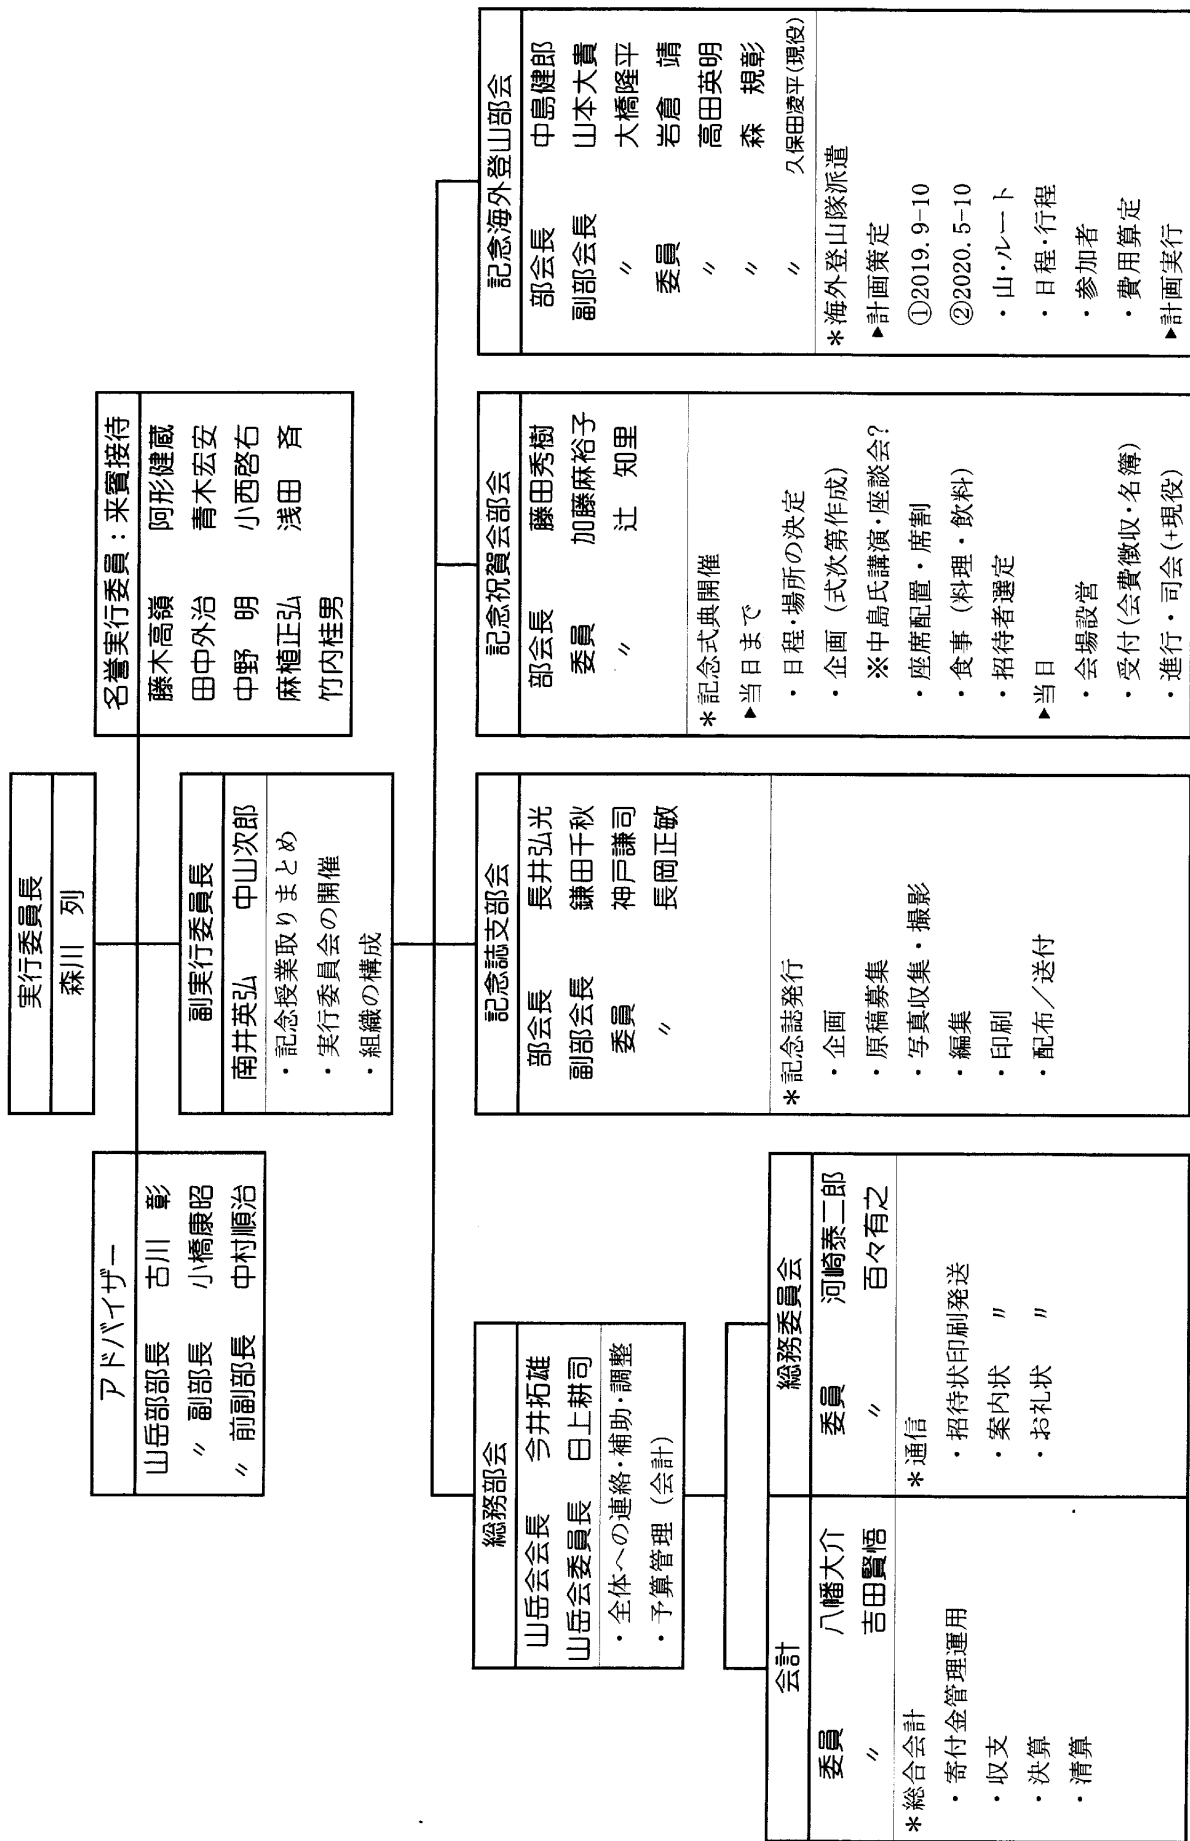 実行委員長
森川　列
アドバイザー
山岳部部長　古川　彰
〃 副部長　小橋康昭
〃 前副部長　中村順治
名誉実行委員：来賓接待
藤木高嶺　阿形健蔵
田中外治　青木宏安
中野　明　小西啓右
麻植正弘　浅田　斉
竹内桂男
副実行委員長
南井英弘　中山次郎
・記念授業取りまとめ
・実行委員会の開催
・組織の構成
総務部会
山岳会会長　今井拓雄
山岳会委員長　日上耕司
・全体への連絡・補助・調整
・予算管理（会計）
会計
委員　八幡大介
〃　吉田賢悟
＊総合会計
・寄付金管理運用
・収支
・決算
・清算
総務委員会
委員　河崎泰二郎
〃　百々有之
＊通信
・招待状印刷発送
・案内状　〃
・お礼状　〃
記念誌支部会
部会長　長井弘光
副部会長　鎌田千秋
委員　神戸謙司
〃　長岡正敏
＊記念誌発行
・企画
・原稿募集
・写真収集・撮影
・編集
・印刷
・配布／送付
記念祝賀会部会
部会長　藤田秀樹
委員　加藤麻裕子
〃　辻　知里
＊記念式典開催
▶当日まで
・日程・場所の決定
・企画（式次第作成）
※中島氏講演・座談会?
・座席配置・席割
・食事（料理・飲料）
・招待者選定
▶当日
・会場設営
・受付(会費徴収・名簿)
・進行・司会(+現役)
記念海外登山部会
部会長　中島健郎
副部会長　山本大貴
〃　大橋隆平
委員　岩倉　靖
〃　高田英明
〃　森　規彰
〃　久保田凌平(現役)
＊海外登山隊派遣
▶計画策定
①2019.9-10
②2020.5-10
・山・ルート
・日程・行程
・参加者
・費用算定
▶計画実行